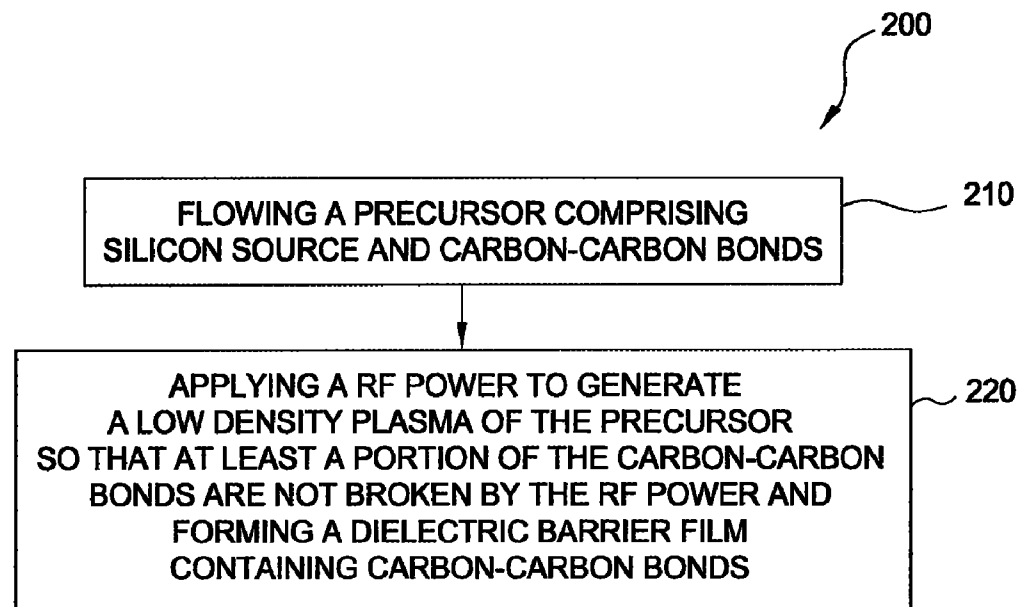 200
FLOWING A PRECURSOR COMPRISING
SILICON SOURCE AND CARBON-CARBON BONDS
210
APPLYING A RF POWER TO GENERATE
A LOW DENSITY PLASMA OF THE PRECURSOR
SO THAT AT LEAST A PORTION OF THE CARBON-CARBON
BONDS ARE NOT BROKEN BY THE RF POWER AND
FORMING A DIELECTRIC BARRIER FILM
CONTAINING CARBON-CARBON BONDS
220